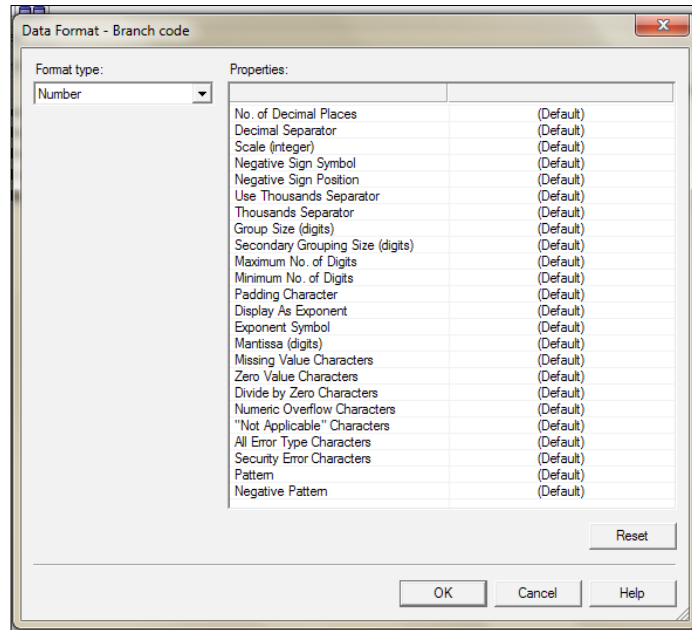 Data Format - Branch code
Format type:
Number
Properties:
No. of Decimal Places (Default)
Decimal Separator (Default)
Scale (integer) (Default)
Negative Sign Symbol (Default)
Negative Sign Position (Default)
Use Thousands Separator (Default)
Thousands Separator (Default)
Group Size (digits) (Default)
Secondary Grouping Size (digits) (Default)
Maximum No. of Digits (Default)
Minimum No. of Digits (Default)
Padding Character (Default)
Display As Exponent (Default)
Exponent Symbol (Default)
Mantissa (digits) (Default)
Missing Value Characters (Default)
Zero Value Characters (Default)
Divide by Zero Characters (Default)
Numeric Overflow Characters (Default)
"Not Applicable" Characters (Default)
All Error Type Characters (Default)
Security Error Characters (Default)
Pattern (Default)
Negative Pattern (Default)
Reset
OK Cancel Help